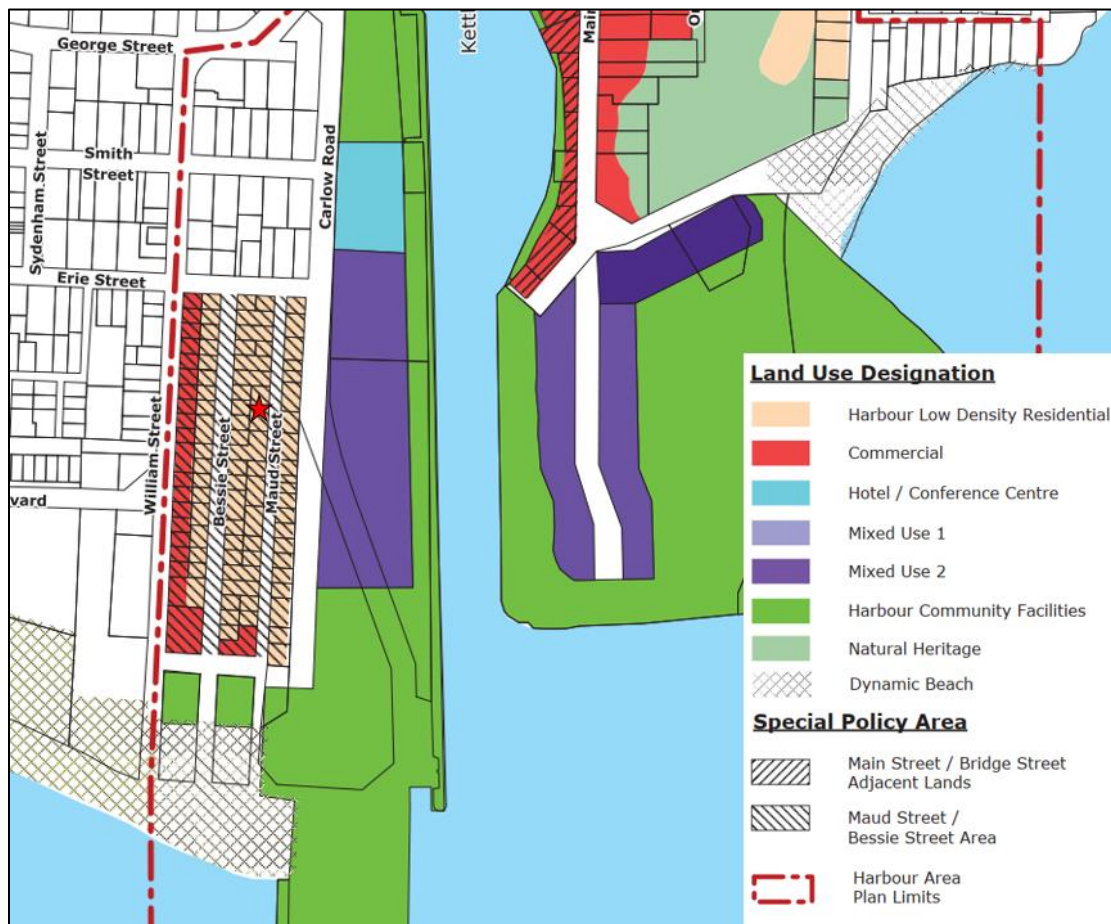 George Street
Kettl
Main
Or
Smith
Street
Sydenham Street
Carlow Road
Erie Street
William Street
Bessie Street
Maud Street
vard
Land Use Designation
Harbour Low Density Residential
Commercial
Hotel / Conference Centre
Mixed Use 1
Mixed Use 2
Harbour Community Facilities
Natural Heritage
Dynamic Beach
Special Policy Area
Main Street / Bridge Street
Adjacent Lands
Maud Street /
Bessie Street Area
Harbour Area
Plan Limits